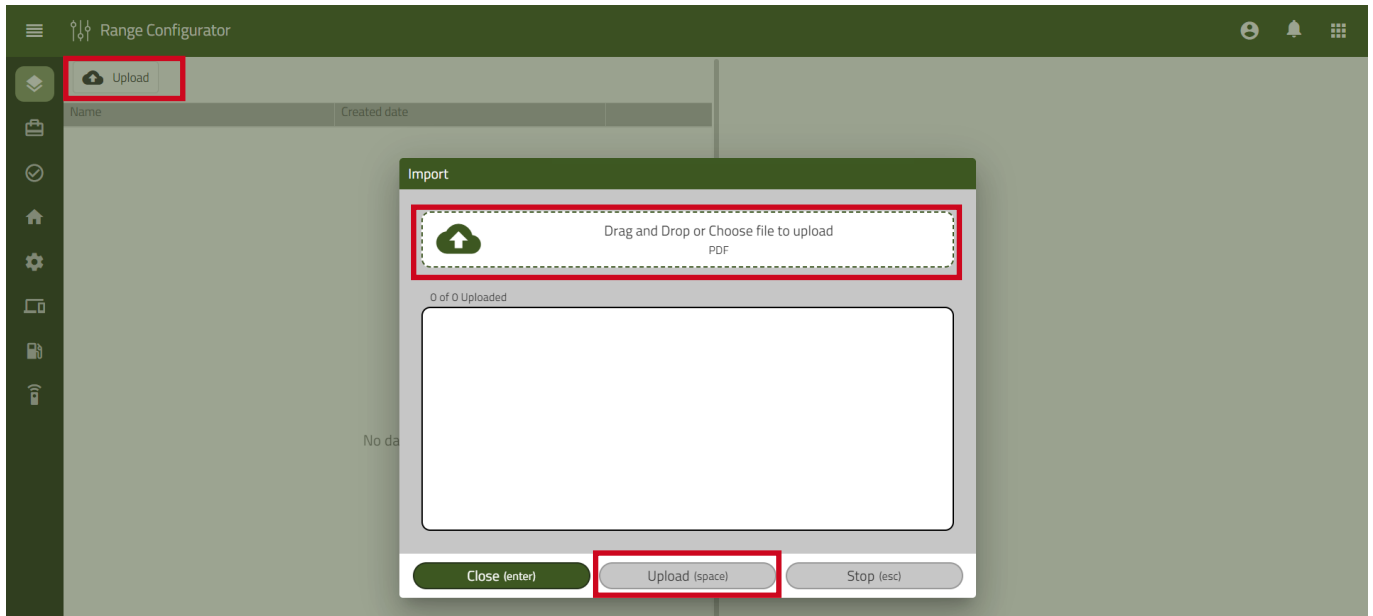 Range Configurator
Upload
Name Created date
Import
Drag and Drop or Choose file to upload
PDF
0 of 0 Uploaded
No da
Close (enter) Upload (space) Stop (esc)